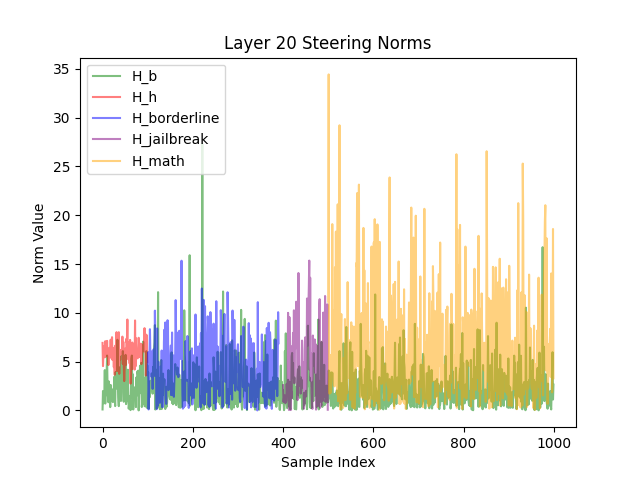 Layer 20 Steering Norms
H_b
H_h
H_borderline
H_jailbreak
H_math
Norm Value
35
30
25
20
15
10
5
0
0
200
400
600
800
1000
Sample Index